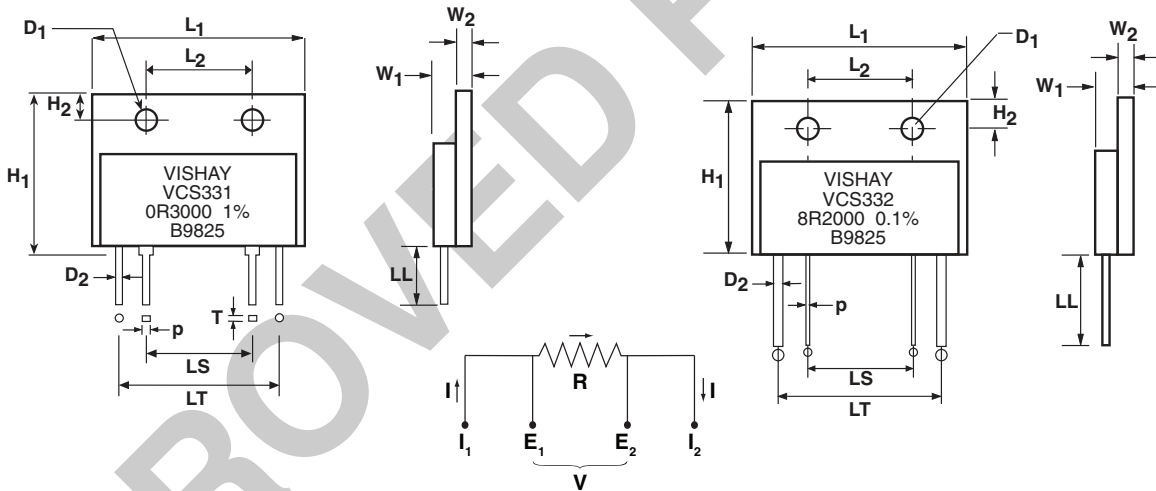 D1
L1
L2
H2
H1
VISHAY
VCS331
0R3000 1%
B9825
D2
p
T
LS
LT
W2
W1
LL
I
R
I
I1
E1
E2
I2
V
L1
L2
D1
H2
H1
VISHAY
VCS332
8R2000 0.1%
B9825
D2
p
LS
LT
W2
W1
LL
ROVED